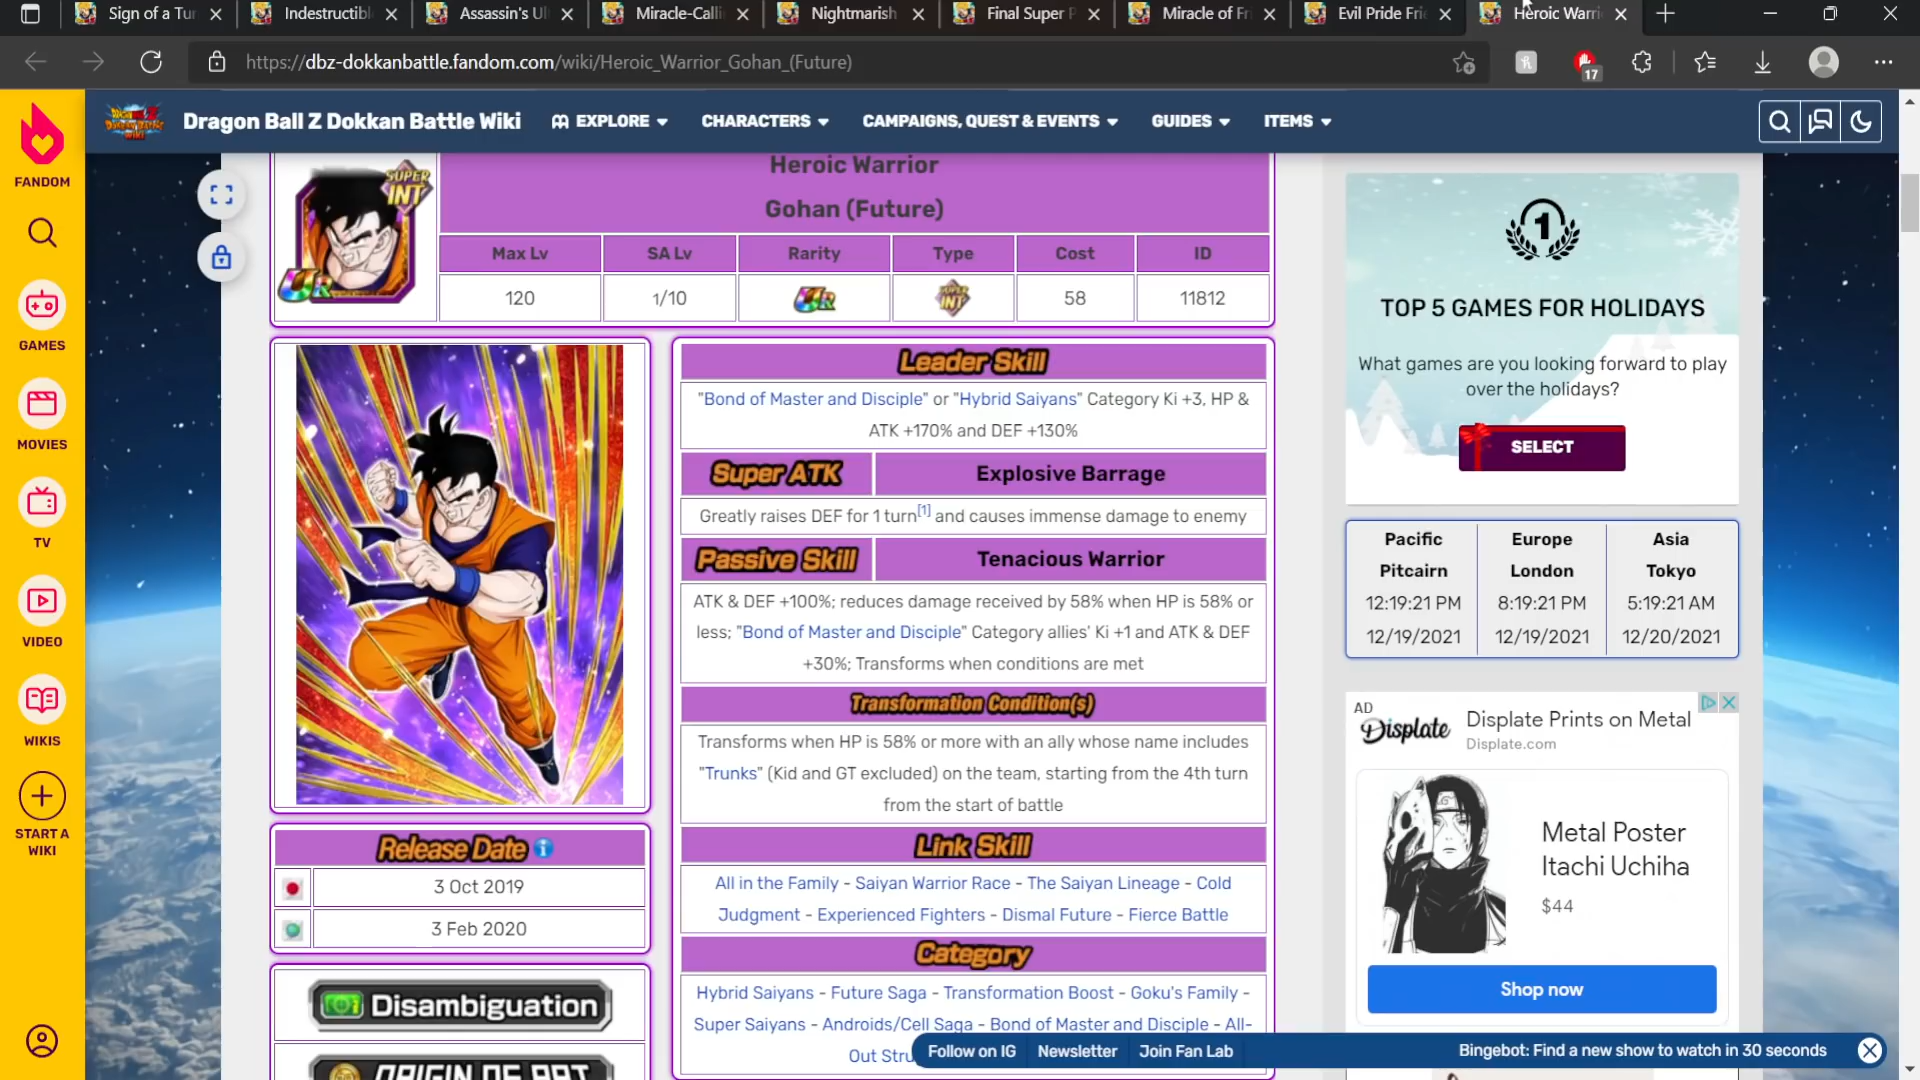 Sign of a Tur
Indestructibl
Assassin's Ul
Miracle-Calli
Nightmarish
Final Super P
Miracle of Fr
Evil Pride Frie
Heroic Warri
https://dbz-dokkanbattle.fandom.com/wiki/Heroic_Warrior_Gohan_(Future)
17
Dragon Ball Z Dokkan Battle Wiki
EXPLORE
CHARACTERS
CAMPAIGNS, QUEST & EVENTS
GUIDES
ITEMS
FANDOM
GAMES
MOVIES
TV
VIDEO
WIKIS
START A
WIKI
Heroic Warrior
Gohan (Future)
SUPER
INT
UR
Max Lv
SA Lv
Rarity
Type
Cost
ID
120
1/10
UR
SUPER
INT
58
11812
Leader Skill
"Bond of Master and Disciple" or "Hybrid Saiyans" Category Ki +3, HP &
ATK +170% and DEF +130%
Super ATK
Explosive Barrage
Greatly raises DEF for 1 turn[1] and causes immense damage to enemy
Passive Skill
Tenacious Warrior
ATK & DEF +100%; reduces damage received by 58% when HP is 58% or
less; "Bond of Master and Disciple" Category allies' Ki +1 and ATK & DEF
+30%; Transforms when conditions are met
Transformation Condition(s)
Transforms when HP is 58% or more with an ally whose name includes
"Trunks" (Kid and GT excluded) on the team, starting from the 4th turn
from the start of battle
Link Skill
All in the Family - Saiyan Warrior Race - The Saiyan Lineage - Cold
Judgment - Experienced Fighters - Dismal Future - Fierce Battle
Category
Hybrid Saiyans - Future Saga - Transformation Boost - Goku's Family -
Super Saiyans - Androids/Cell Saga - Bond of Master and Disciple - All-
Out Stru
Release Date
3 Oct 2019
3 Feb 2020
Disambiguation
ORIGIN OF ART
1
TOP 5 GAMES FOR HOLIDAYS
What games are you looking forward to play
over the holidays?
SELECT
Pacific
Pitcairn
12:19:21 PM
12/19/2021
Europe
London
8:19:21 PM
12/19/2021
Asia
Tokyo
5:19:21 AM
12/20/2021
AD
Displate
Displate Prints on Metal
Displate.com
Metal Poster
Itachi Uchiha
$44
Shop now
Follow on IG
Newsletter
Join Fan Lab
Bingebot: Find a new show to watch in 30 seconds